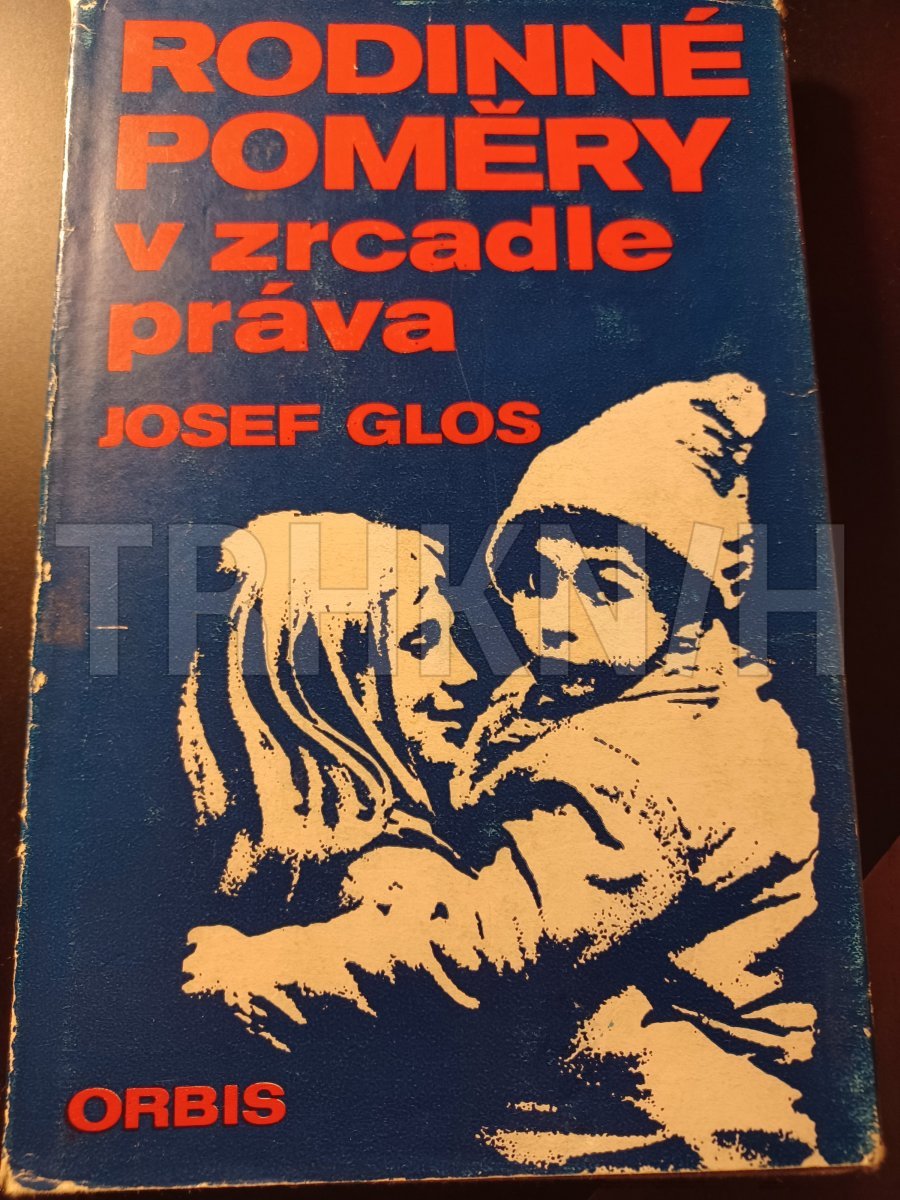 RODINNÉ
POMĚRY
v zrcadle
práva
JOSEF GLOS
TRHKNIH
ORBIS